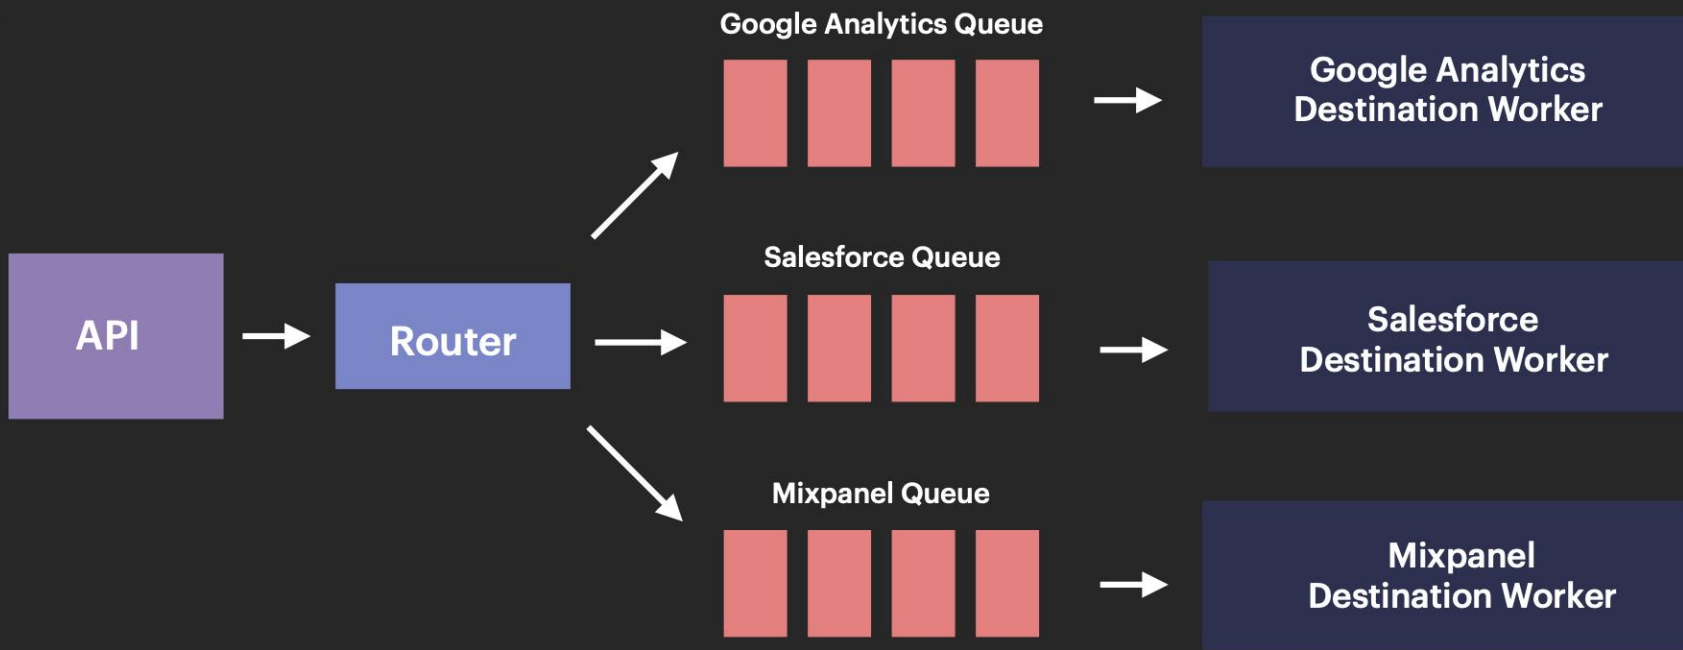 Google Analytics Queue
Google Analytics
Destination Worker
API
Router
Salesforce Queue
Salesforce
Destination Worker
Mixpanel Queue
Mixpanel
Destination Worker